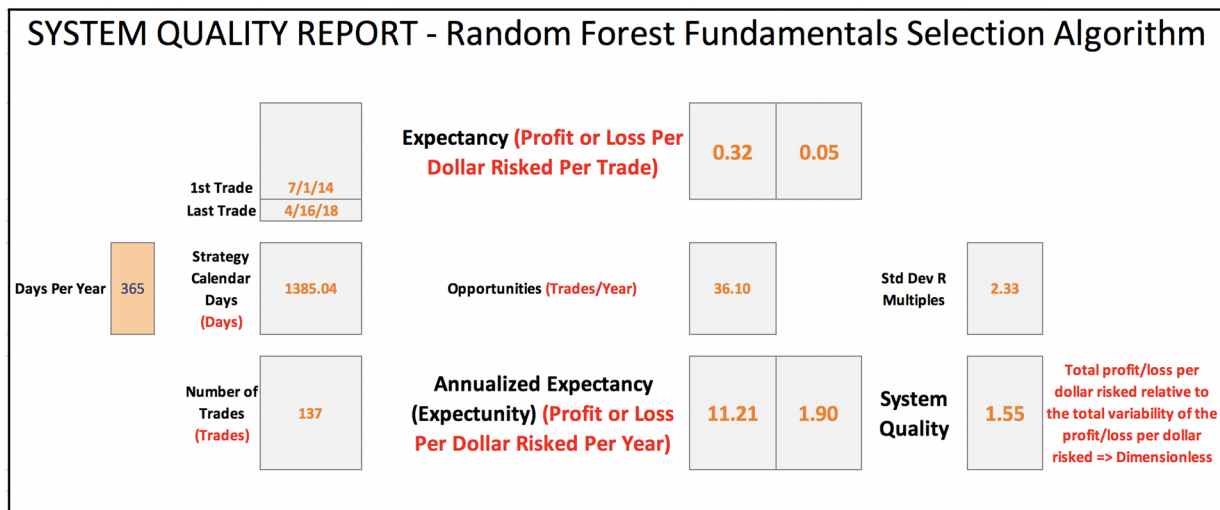 SYSTEM QUALITY REPORT - Random Forest Fundamentals Selection Algorithm
Expectancy (Profit or Loss Per
Dollar Risked Per Trade)
0.32
0.05
1st Trade
7/1/14
Last Trade
4/16/18
Days Per Year
365
Strategy
Calendar
Days
(Days)
1385.04
Opportunities (Trades/Year)
36.10
Std Dev R
Multiples
2.33
Number of
Trades
(Trades)
137
Annualized Expectancy
(Expectunity) (Profit or Loss
Per Dollar Risked Per Year)
11.21
1.90
System
Quality
1.55
Total profit/loss per
dollar risked relative to
the total variability of the
profit/loss per dollar
risked => Dimensionless